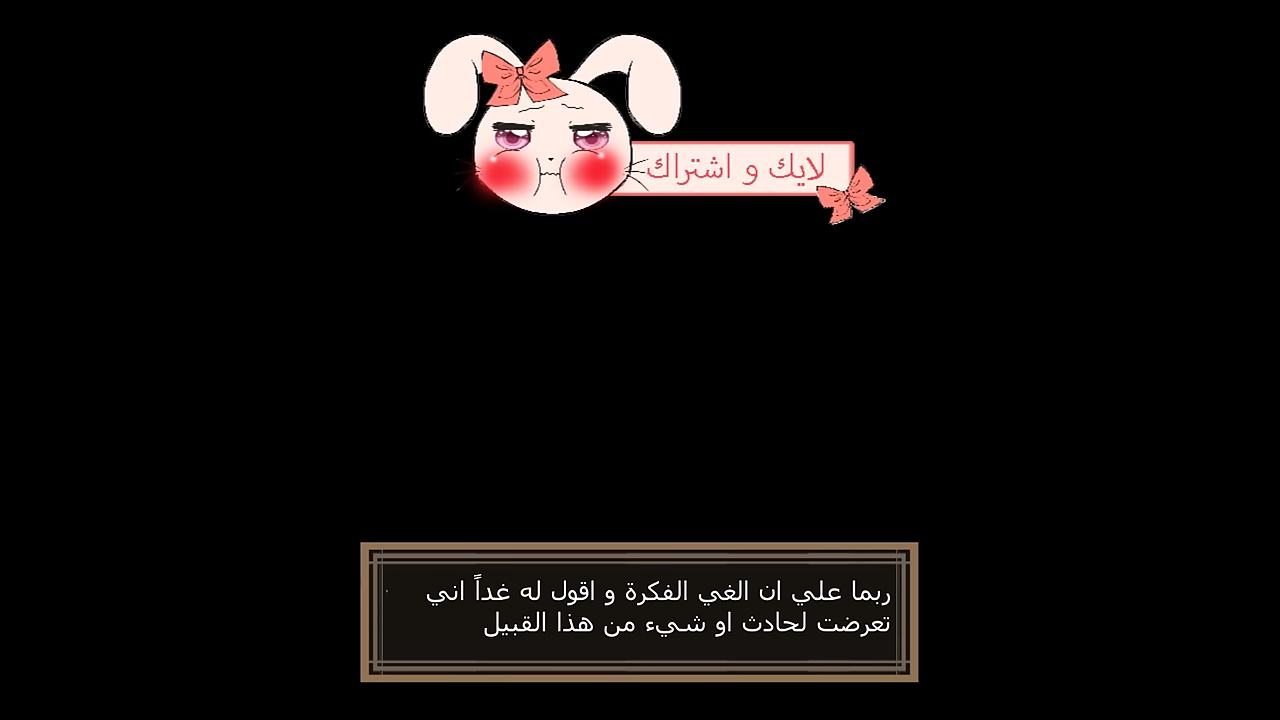 لايك و اشتراك
ربما علي ان الغي الفكرة و اقول له غداً اني
تعرضت لحادث او شيء من هذا القبيل